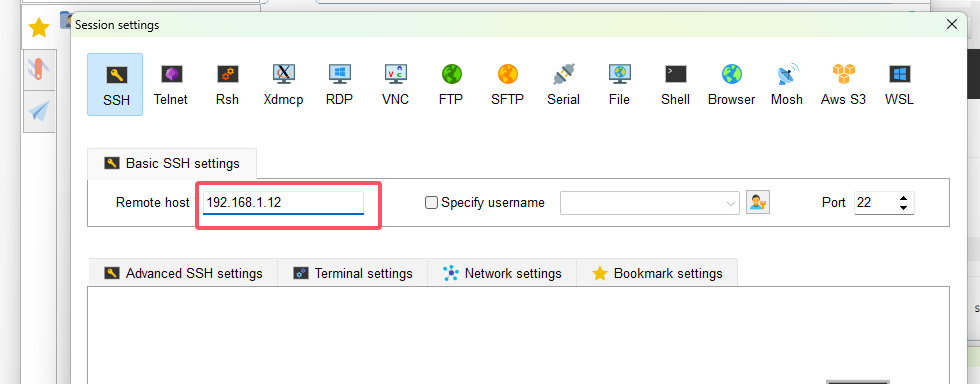 Session settings
SSH Telnet Rsh Xdmcp RDP VNC FTP SFTP Serial File Shell Browser Mosh Aws S3 WSL
Basic SSH settings
Remote host 192.168.1.12 Specify username Port 22
Advanced SSH settings Terminal settings Network settings Bookmark settings